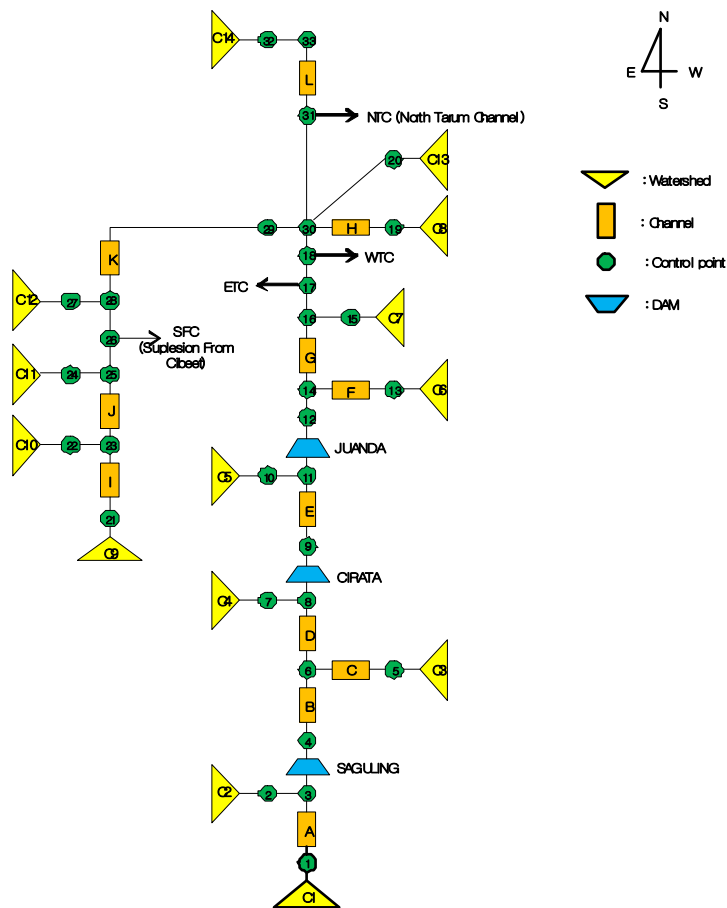 C14
32
33
N
E
W
S
L
31
NTC (North Tarum Channel)
20
C13
: Watershed
29
30
H
19
C8
: Channel
18
WTC
K
: Control point
ETC
17
C12
27
28
: DAM
16
15
C7
26
SFC
(Suplesion From
Cibeet)
G
C11
24
25
14
F
13
C6
J
12
C10
22
23
JUANDA
C5
10
11
I
E
21
9
C9
CIRATA
C4
7
8
D
6
C
5
C3
B
4
SAGULING
C2
2
3
A
1
C1